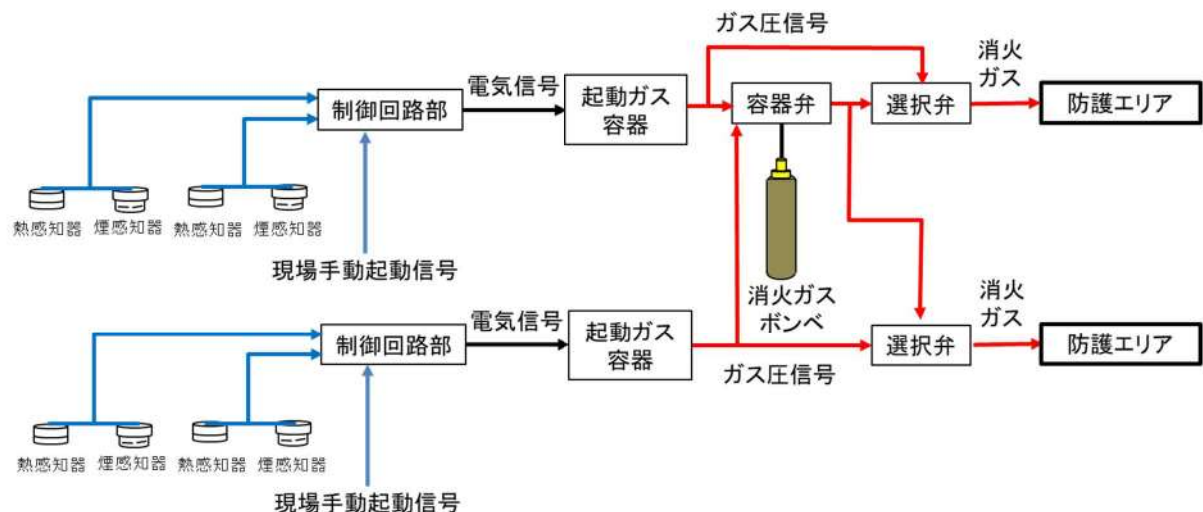 ガス圧信号
消火
ガス
電気信号
制御回路部
起動ガス
容器
容器弁
選択弁
防護エリア
熱感知器
煙感知器
熱感知器
煙感知器
現場手動起動信号
消火ガス
ボンベ
消火
ガス
電気信号
制御回路部
起動ガス
容器
選択弁
防護エリア
ガス圧信号
熱感知器
煙感知器
熱感知器
煙感知器
現場手動起動信号